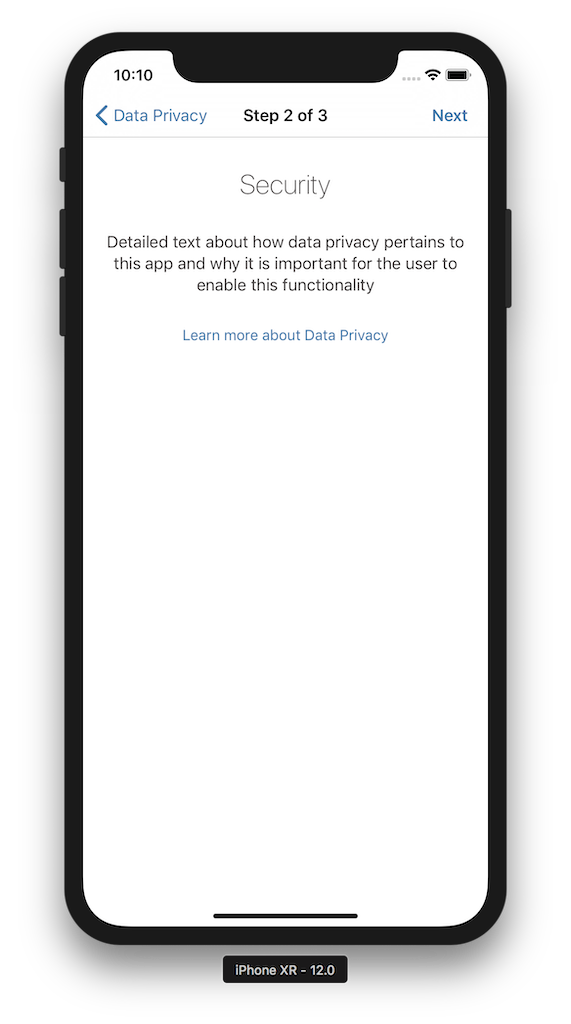 10:10
Data Privacy Step 2 of 3 Next
Security
Detailed text about how data privacy pertains to
this app and why it is important for the user to
enable this functionality
Learn more about Data Privacy
iPhone XR - 12.0